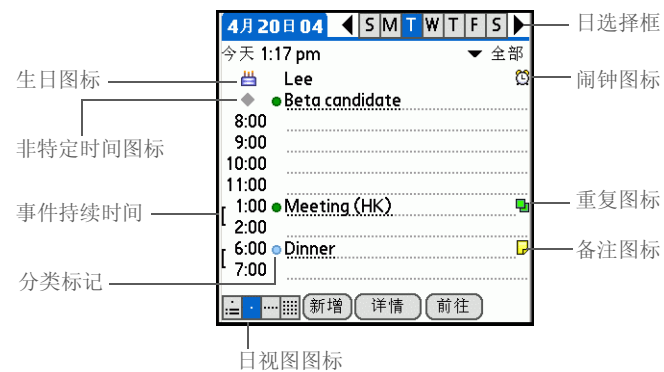 4月20日04 S M T W T F S 日选择框
今天 1:17 pm 全部
生日图标 Lee 闹钟图标
Beta candidate
非特定时间图标
8:00
9:00
10:00
11:00
事件持续时间 1:00 Meeting (HK) 重复图标
2:00
6:00 Dinner 备注图标
7:00
分类标记
新增 详情 前往
日视图图标